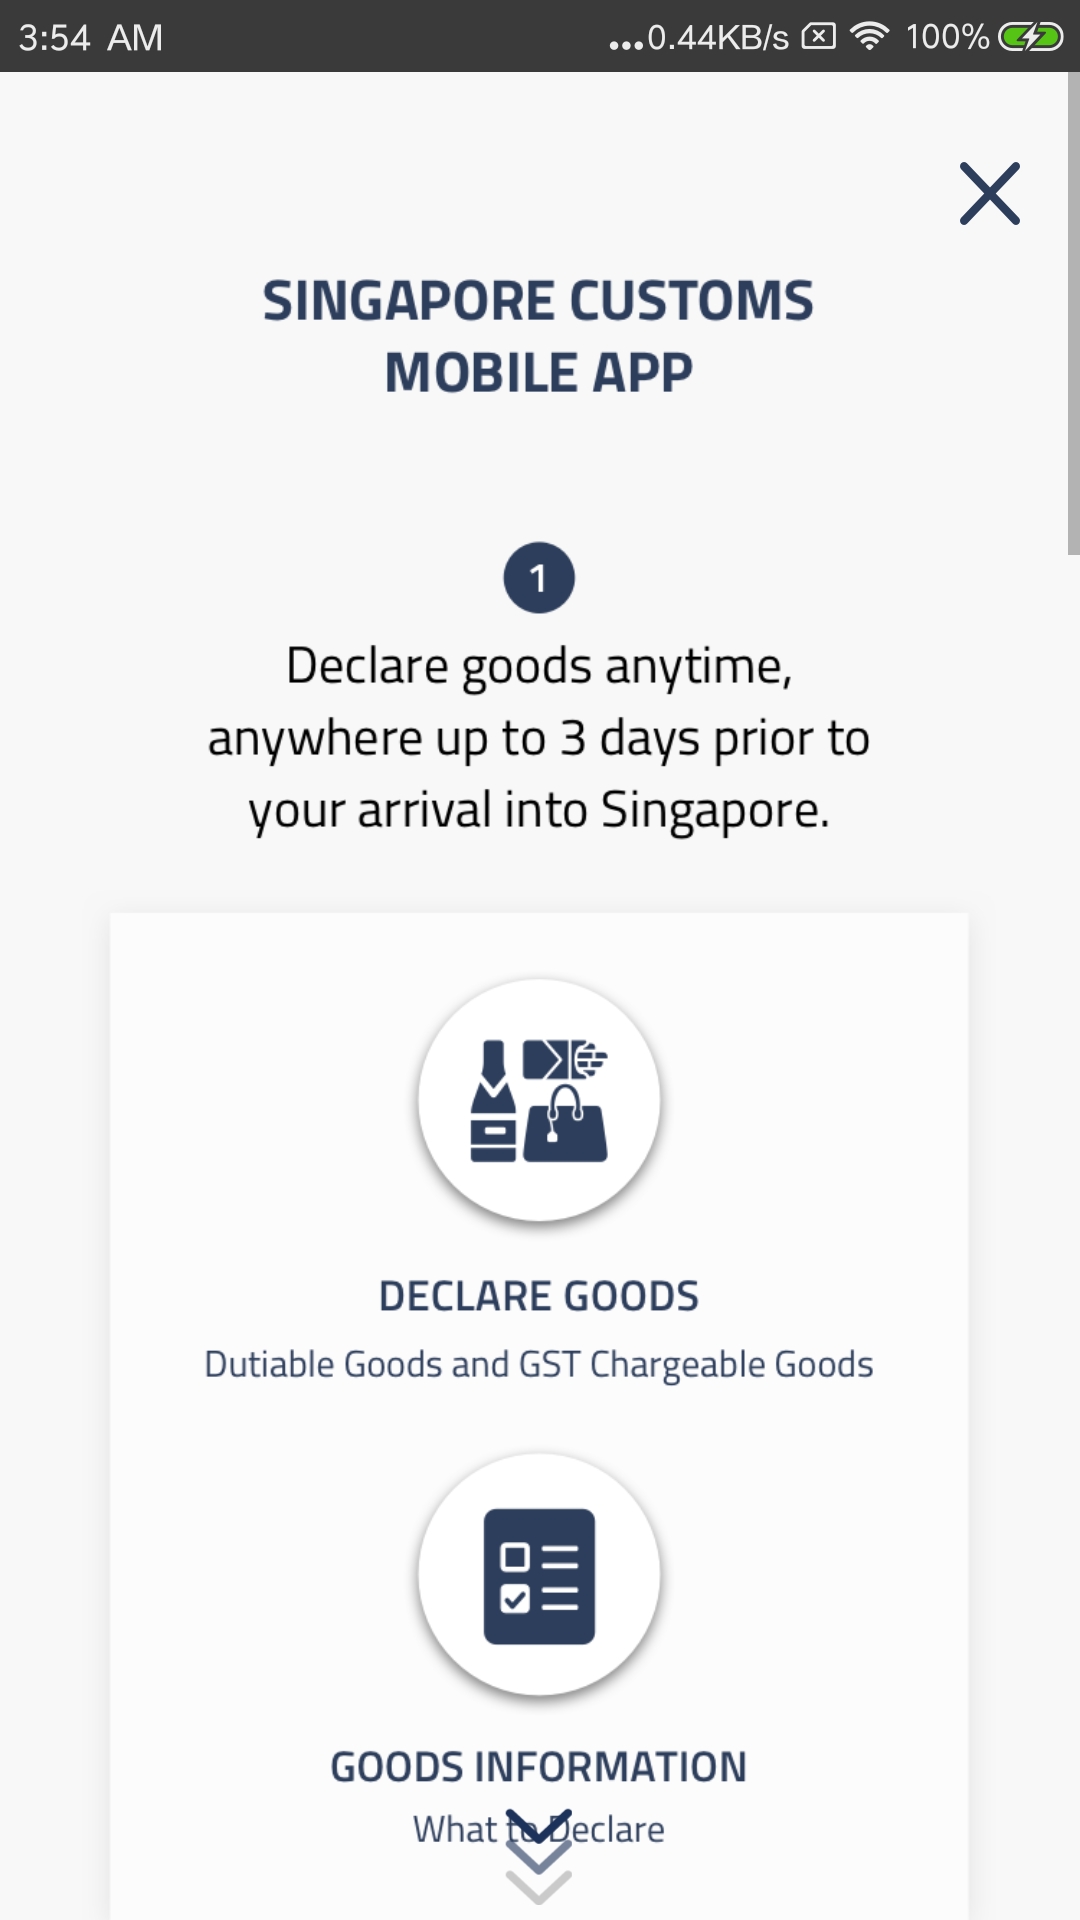 3:54 AM
...0.44KB/s 100%
SINGAPORE CUSTOMS
MOBILE APP
1
Declare goods anytime,
anywhere up to 3 days prior to
your arrival into Singapore.
DECLARE GOODS
Dutiable Goods and GST Chargeable Goods
GOODS INFORMATION
What to Declare